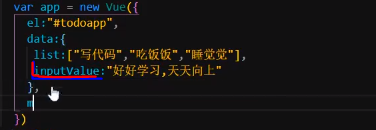 var app = new Vue({
el:"#todoapp",
data:{
list:["写代码","吃饭饭","睡觉觉"],
inputValue:"好好学习,天天向上"
},
m
})